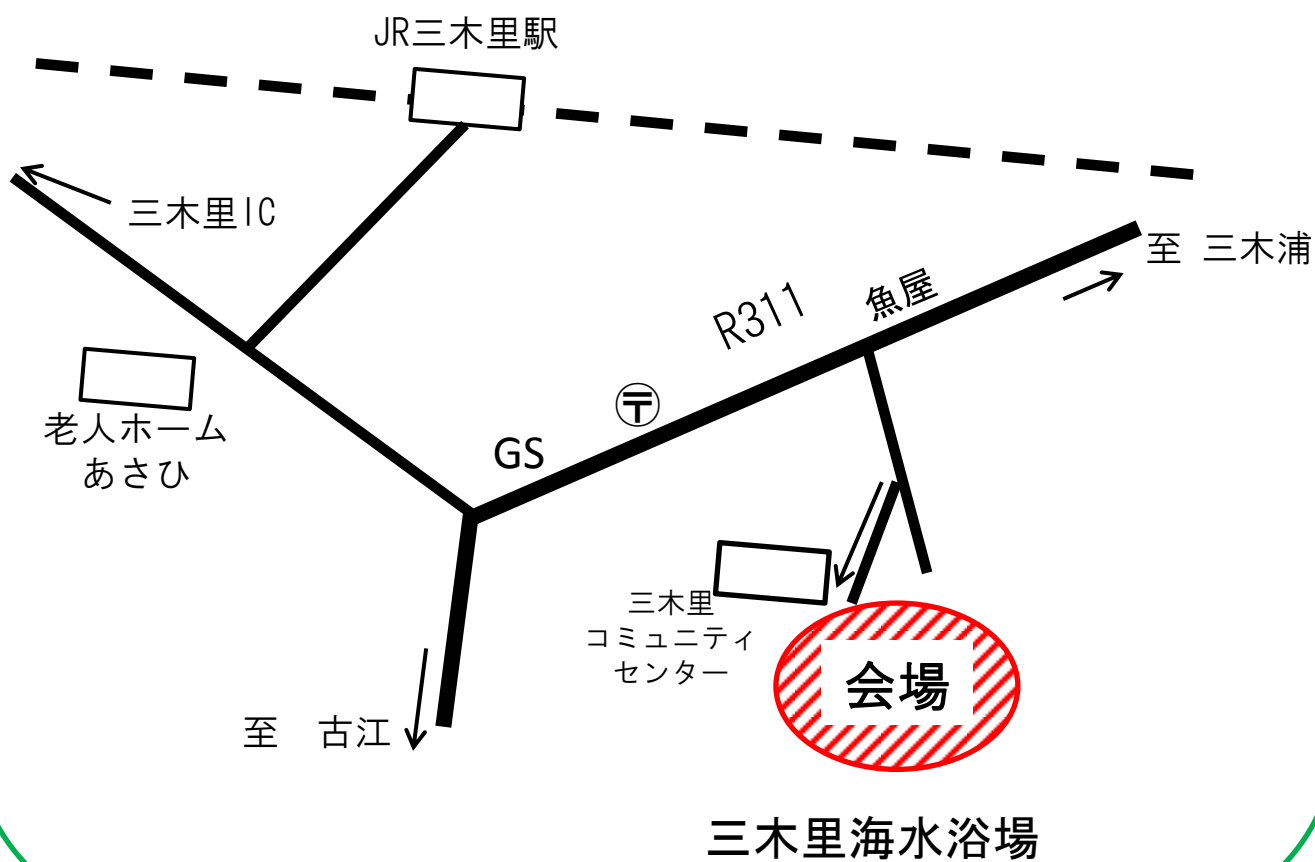 JR三木里駅
三木里IC
至 三木浦
魚屋
R311
〒
老人ホーム
あさひ
GS
三木里
コミュニティ
センター
会場
至　古江
三木里海水浴場